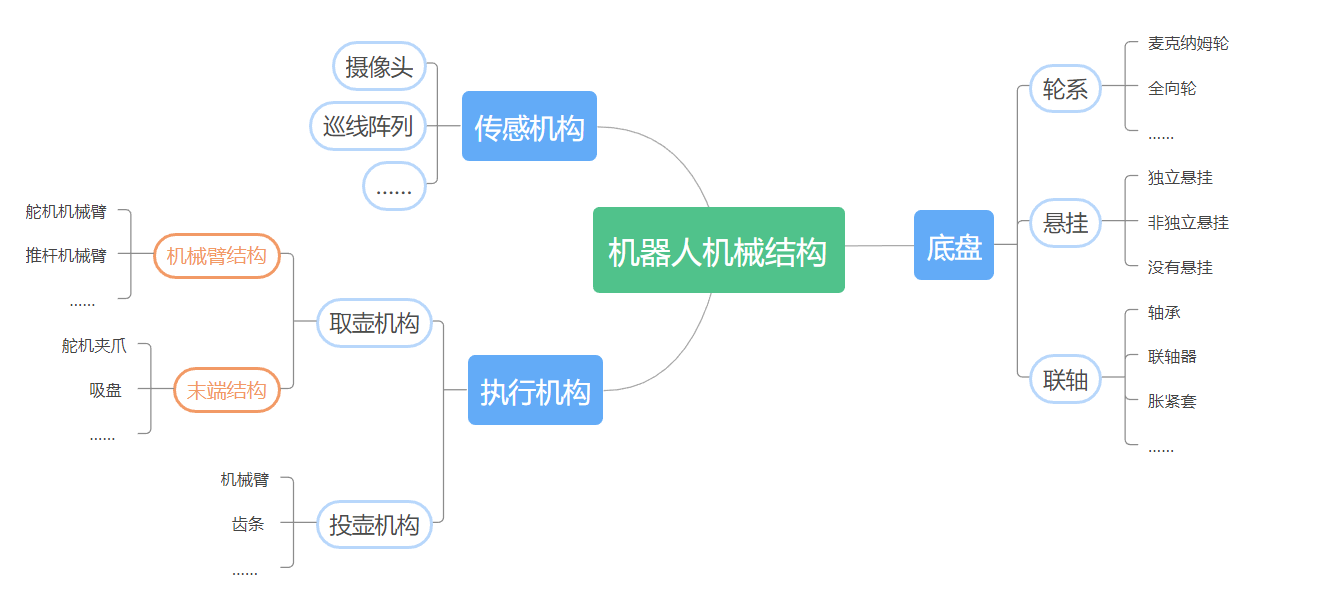 机器人机械结构
传感机构
摄像头
巡线阵列
......
执行机构
取壶机构
机械臂结构
舵机机械臂
推杆机械臂
......
末端结构
舵机夹爪
吸盘
......
投壶机构
机械臂
齿条
......
底盘
轮系
麦克纳姆轮
全向轮
......
悬挂
独立悬挂
非独立悬挂
没有悬挂
联轴
轴承
联轴器
胀紧套
......